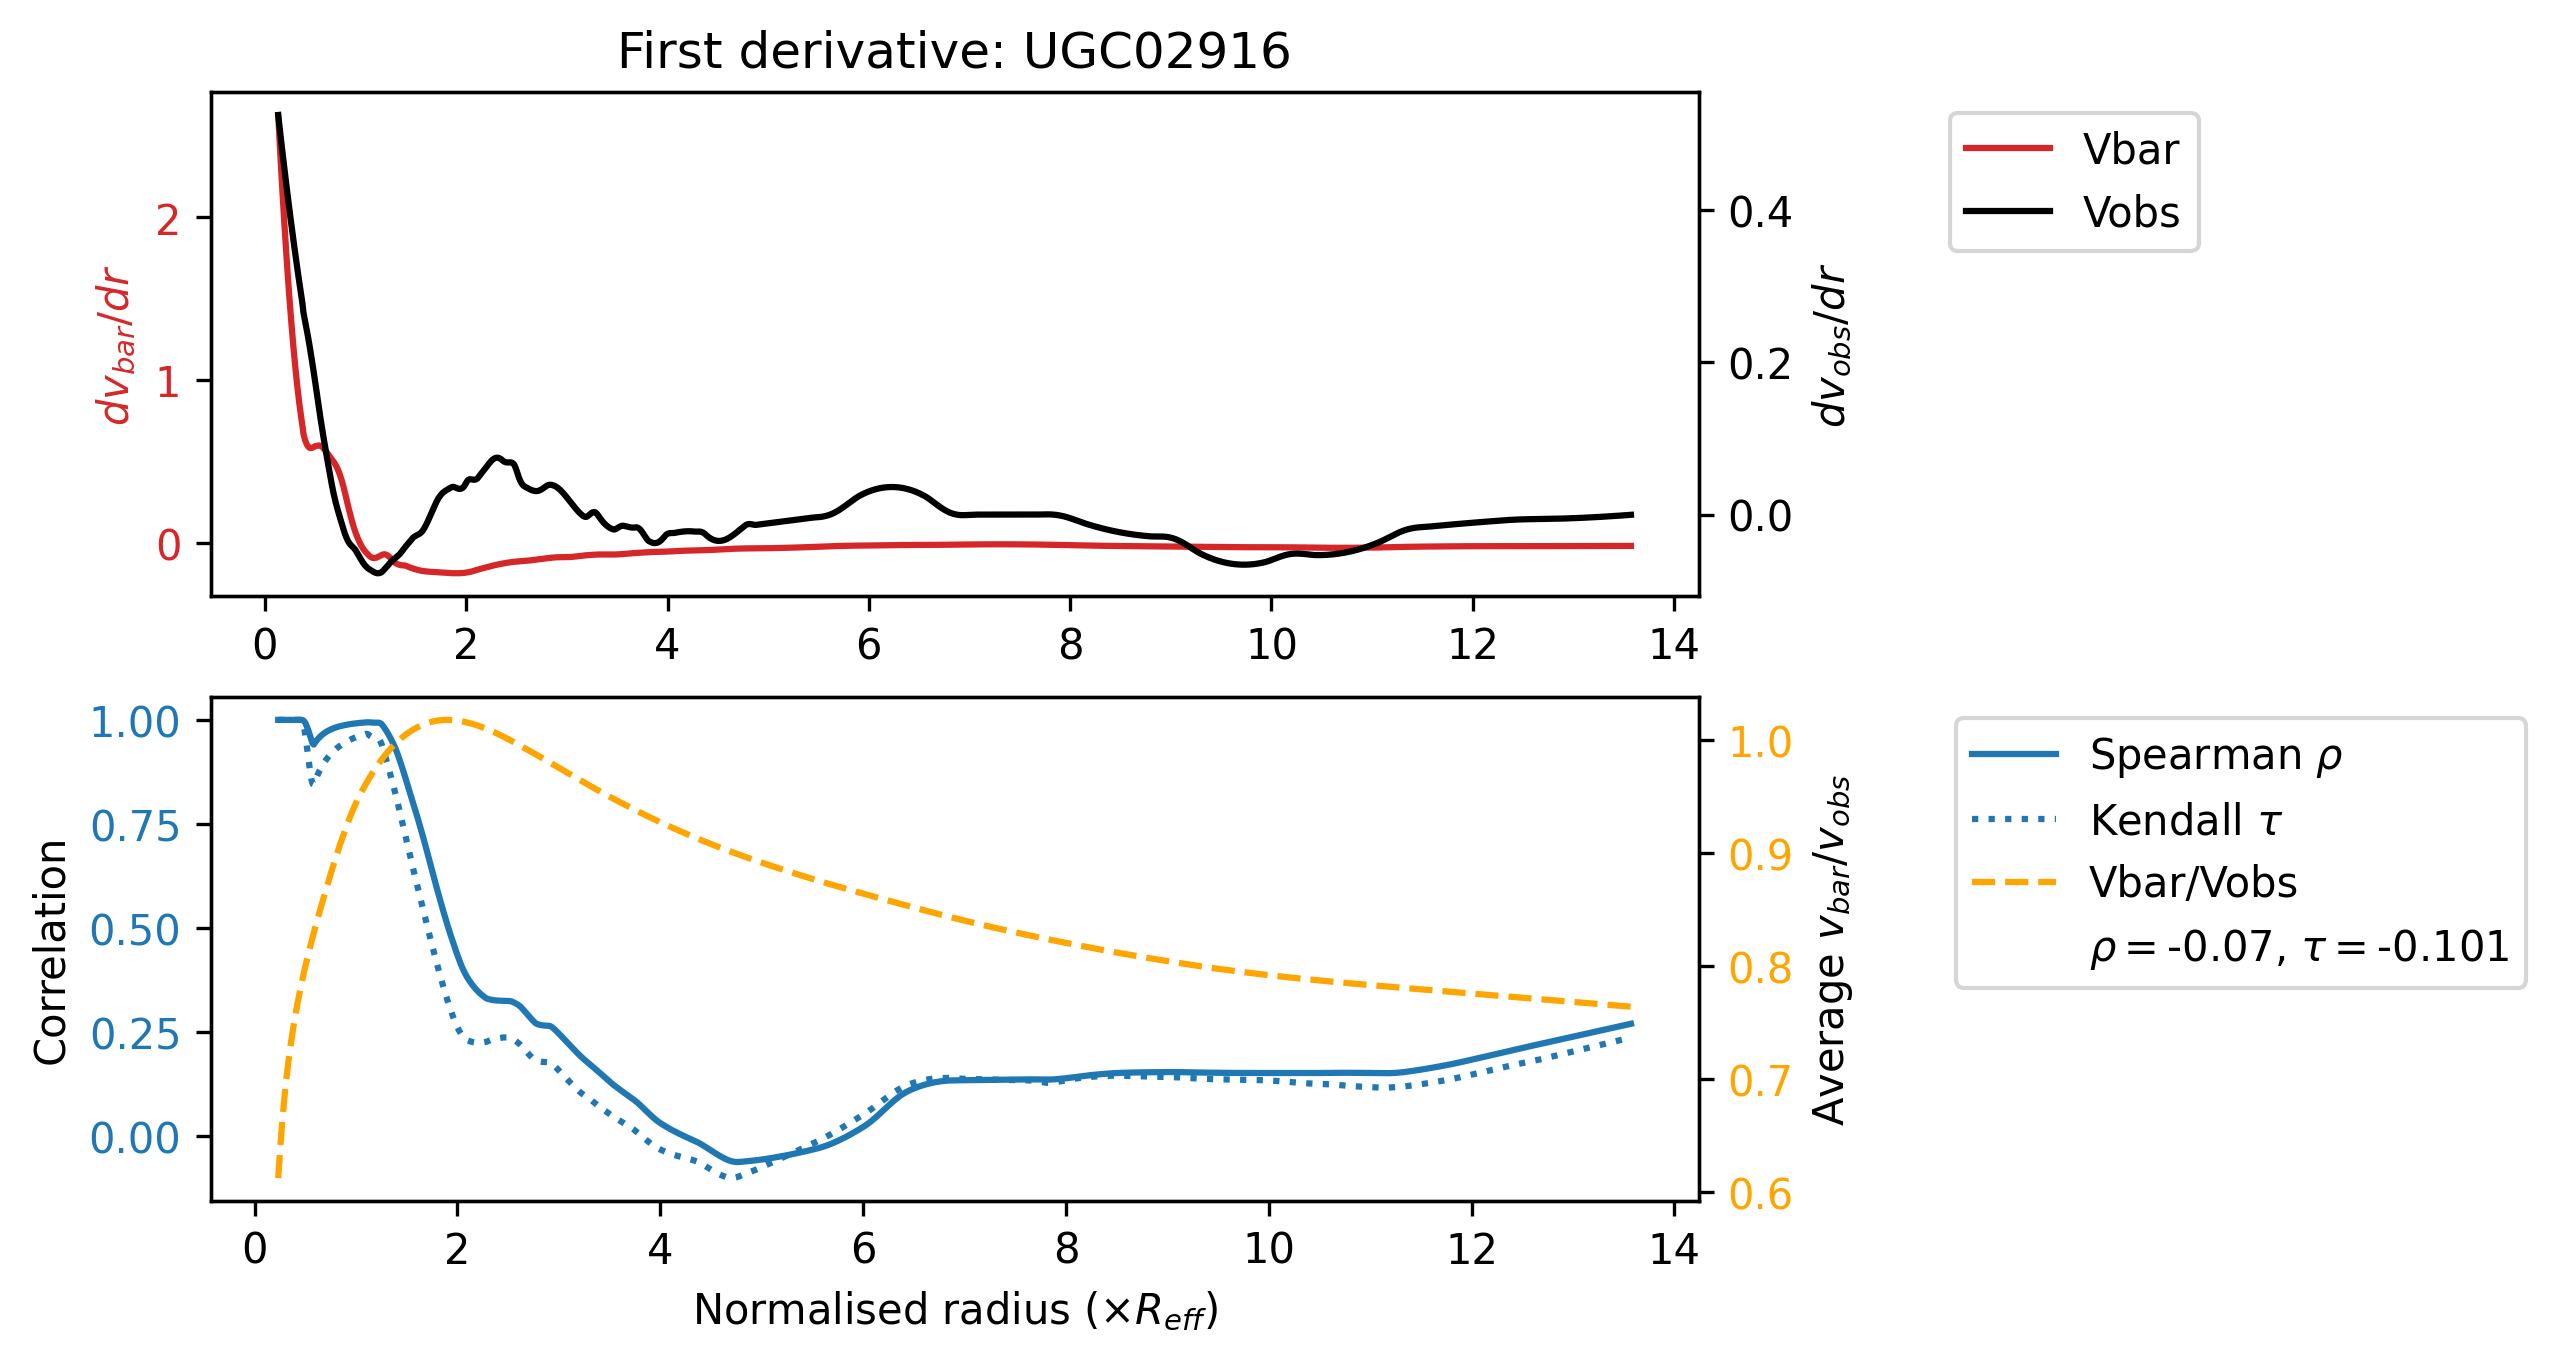 First derivative: UGC02916
2
1
0
dv_bar/dr
0.4
0.2
0.0
dv_obs/dr
0 2 4 6 8 10 12 14
Vbar
Vobs
1.00
0.75
0.50
0.25
0.00
Correlation
1.0
0.9
0.8
0.7
0.6
Average v_bar/v_obs
0 2 4 6 8 10 12 14
Normalised radius (×R_eff)
Spearman ρ
Kendall τ
Vbar/Vobs
ρ = -0.07, τ = -0.101